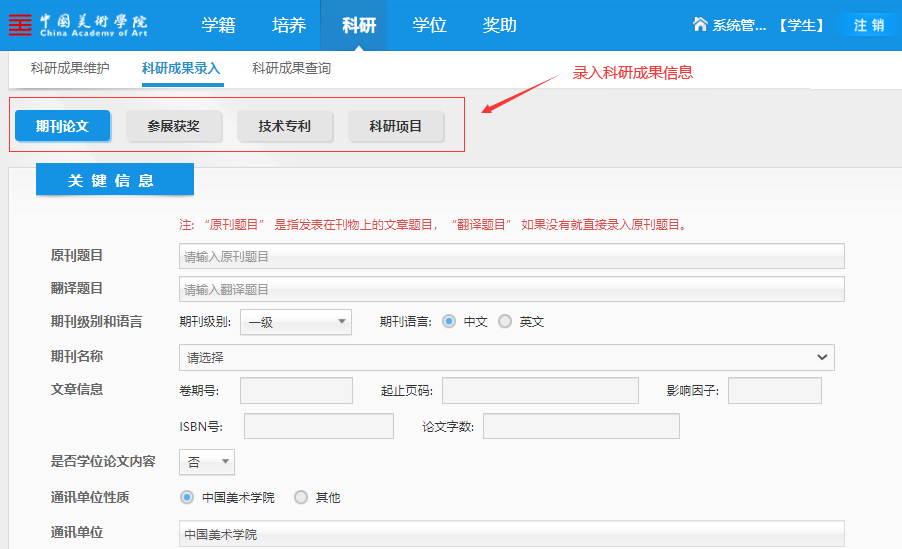 中国美术学院 学籍 培养 科研 学位 奖助 系统管... 【学生】 注 销
China Academy of Art
科研成果维护 科研成果录入 科研成果查询 录入科研成果信息
期刊论文 参展获奖 技术专利 科研项目
关 键 信 息
注: “原刊题目” 是指发表在刊物上的文章题目, “翻译题目” 如果没有就直接录入原刊题目。
原刊题目 请输入原刊题目
翻译题目 请输入翻译题目
期刊级别和语言 期刊级别: 一级 期刊语言: 中文 英文
期刊名称 请选择
文章信息 卷期号: 起止页码: 影响因子:
ISBN号: 论文字数:
是否学位论文内容 否
通讯单位性质 中国美术学院 其他
通讯单位 中国美术学院